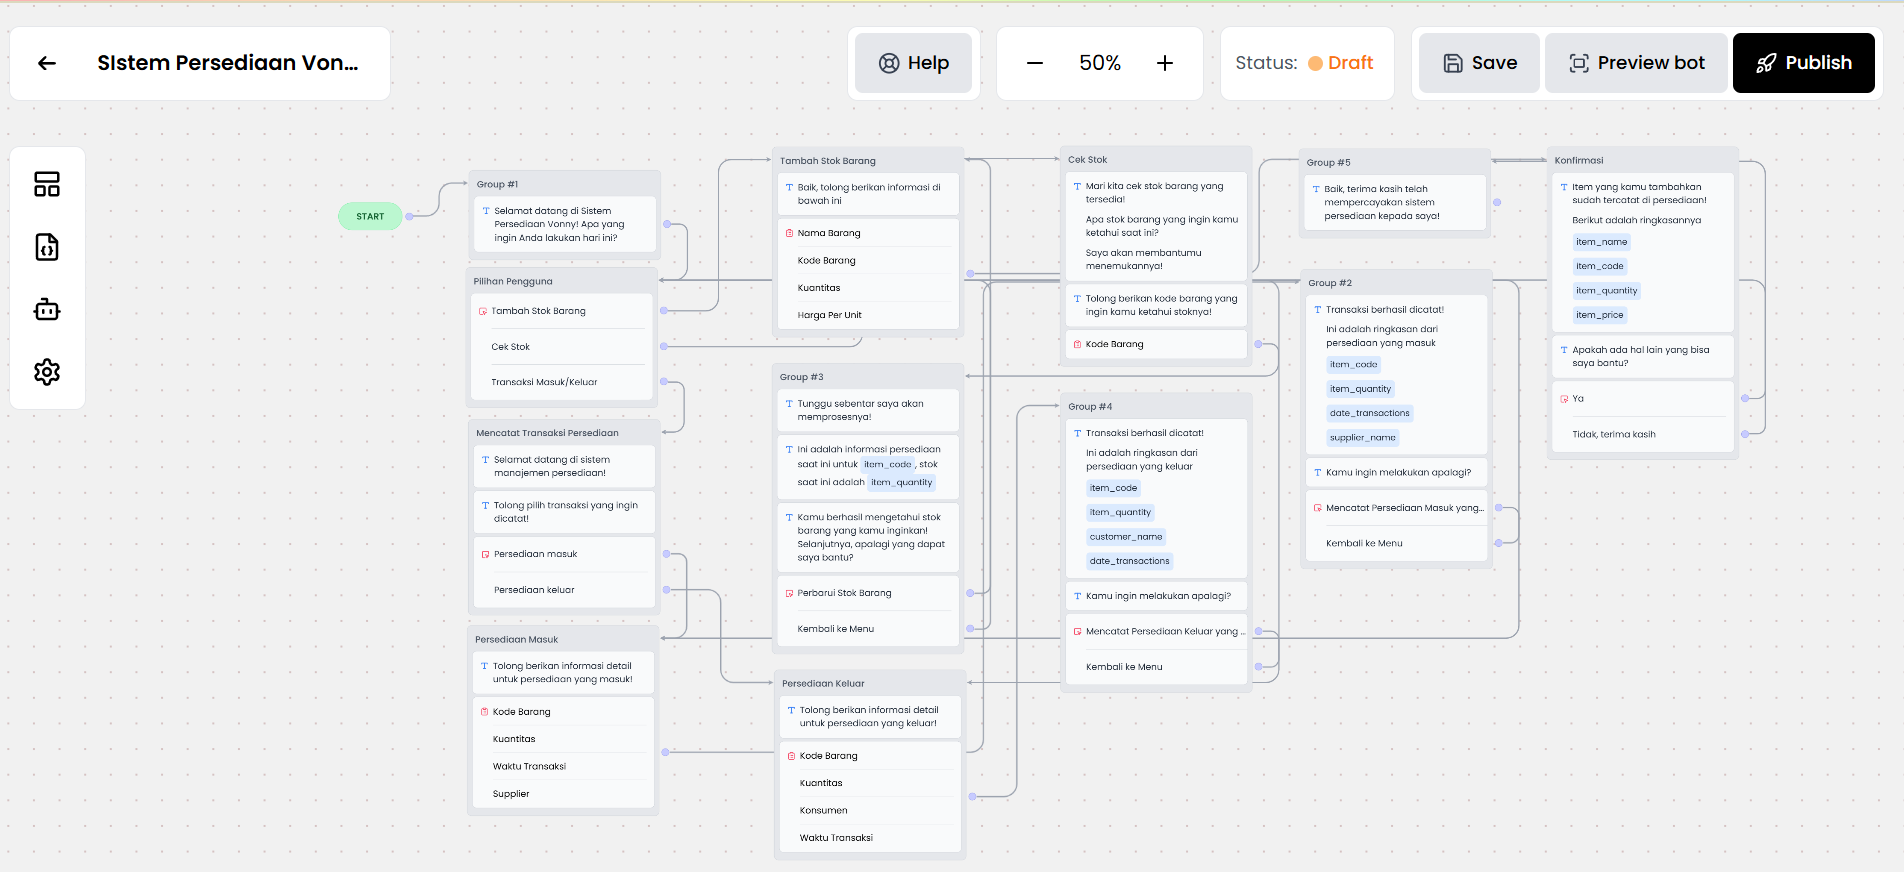 SIstem Persediaan Von...
Help
50%
Status: Draft
Save
Preview bot
Publish
START
Group #1
Selamat datang di Sistem
Persediaan Vonny! Apa yang
ingin Anda lakukan hari ini?
Pilihan Pengguna
Tambah Stok Barang
Cek Stok
Transaksi Masuk/Keluar
Mencatat Transaksi Persediaan
Selamat datang di sistem
manajemen persediaan!
Tolong pilih transaksi yang ingin
dicatat!
Persediaan masuk
Persediaan keluar
Persediaan Masuk
Tolong berikan informasi detail
untuk persediaan yang masuk!
Kode Barang
Kuantitas
Waktu Transaksi
Supplier
Tambah Stok Barang
Baik, tolong berikan informasi di
bawah ini
Nama Barang
Kode Barang
Kuantitas
Harga Per Unit
Group #3
Tunggu sebentar saya akan
memprosesnya!
Ini adalah informasi persediaan
saat ini untuk item_code , stok
saat ini adalah item_quantity
Kamu berhasil mengetahui stok
barang yang kamu inginkan!
Selanjutnya, apalagi yang dapat
saya bantu?
Perbarui Stok Barang
Kembali ke Menu
Persediaan Keluar
Tolong berikan informasi detail
untuk persediaan yang keluar!
Kode Barang
Kuantitas
Konsumen
Waktu Transaksi
Cek Stok
Mari kita cek stok barang yang
tersedia!
Apa stok barang yang ingin kamu
ketahui saat ini?
Saya akan membantumu
menemukannya!
Tolong berikan kode barang yang
ingin kamu ketahui stoknya!
Kode Barang
Group #4
Transaksi berhasil dicatat!
Ini adalah ringkasan dari
persediaan yang keluar
item_code
item_quantity
customer_name
date_transactions
Kamu ingin melakukan apalagi?
Mencatat Persediaan Keluar yang ...
Kembali ke Menu
Group #5
Baik, terima kasih telah
mempercayakan sistem
persediaan kepada saya!
Group #2
Transaksi berhasil dicatat!
Ini adalah ringkasan dari
persediaan yang masuk
item_code
item_quantity
date_transactions
supplier_name
Kamu ingin melakukan apalagi?
Mencatat Persediaan Masuk yang...
Kembali ke Menu
Konfirmasi
Item yang kamu tambahkan
sudah tercatat di persediaan!
Berikut adalah ringkasannya
item_name
item_code
item_quantity
item_price
Apakah ada hal lain yang bisa
saya bantu?
Ya
Tidak, terima kasih